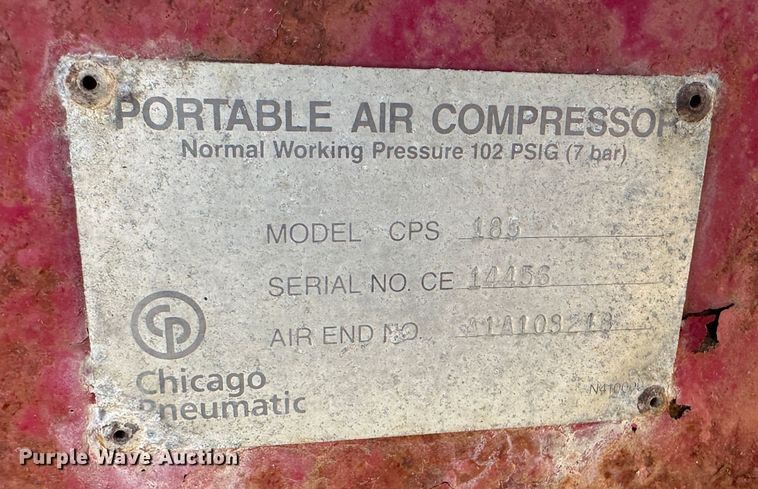 PORTABLE AIR COMPRESSOR
Normal Working Pressure 102 PSIG (7 bar)
MODEL CPS 185
SERIAL NO. CE 14456
AIR END NO.
CP
Chicago
Pneumatic
Purple Wave Auction